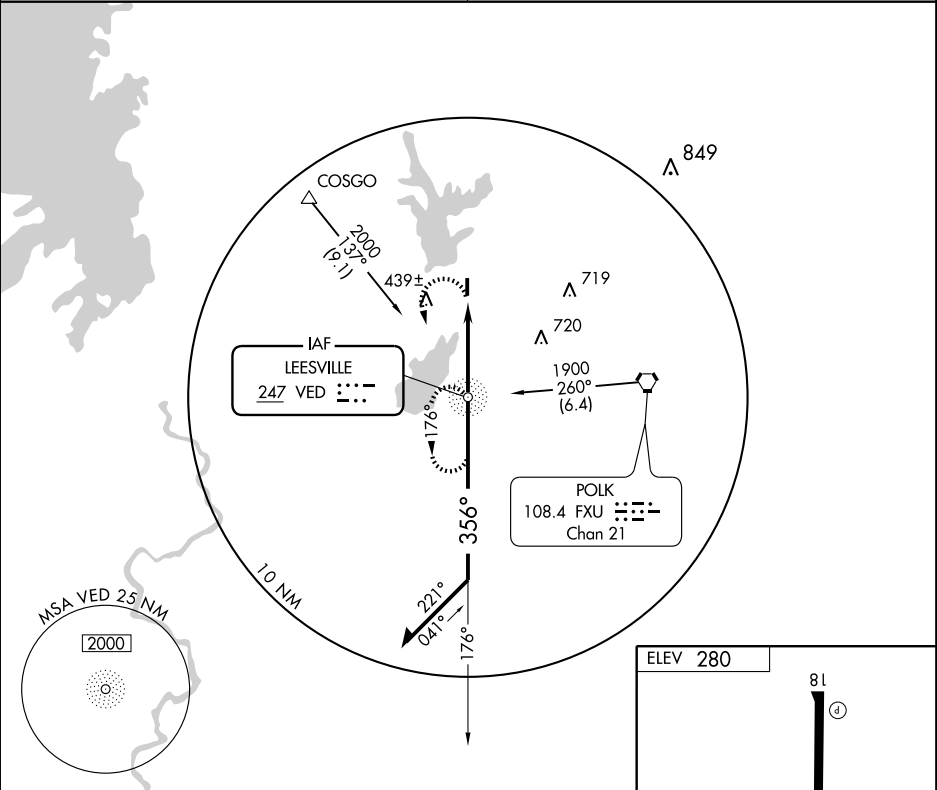 849
COSGO
2000
137°
(9.1)
439±
719
720
IAF
LEESVILLE
247 VED
1900
260°
(6.4)
176°
POLK
108.4 FXU
Chan 21
356°
10 NM
221°
041°
176°
MSA VED 25 NM
2000
ELEV 280
18
P